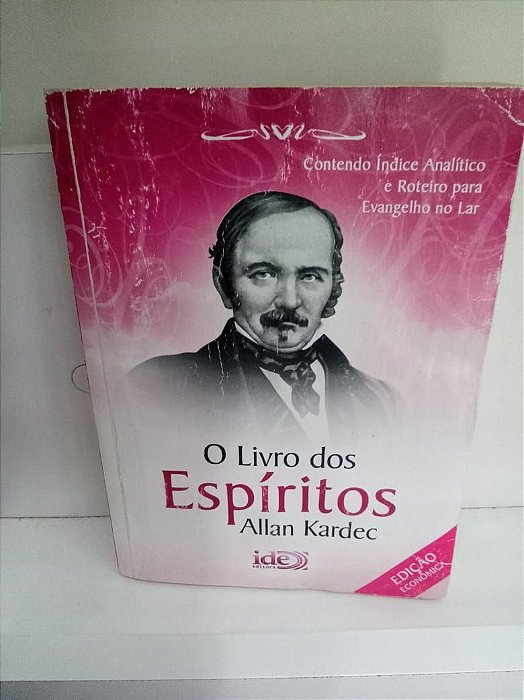 Contendo Índice Analítico
e Roteiro para
Evangelho no Lar
O Livro dos
Espíritos
Allan Kardec
ide
editora
EDIÇÃO
ECONÔMICA